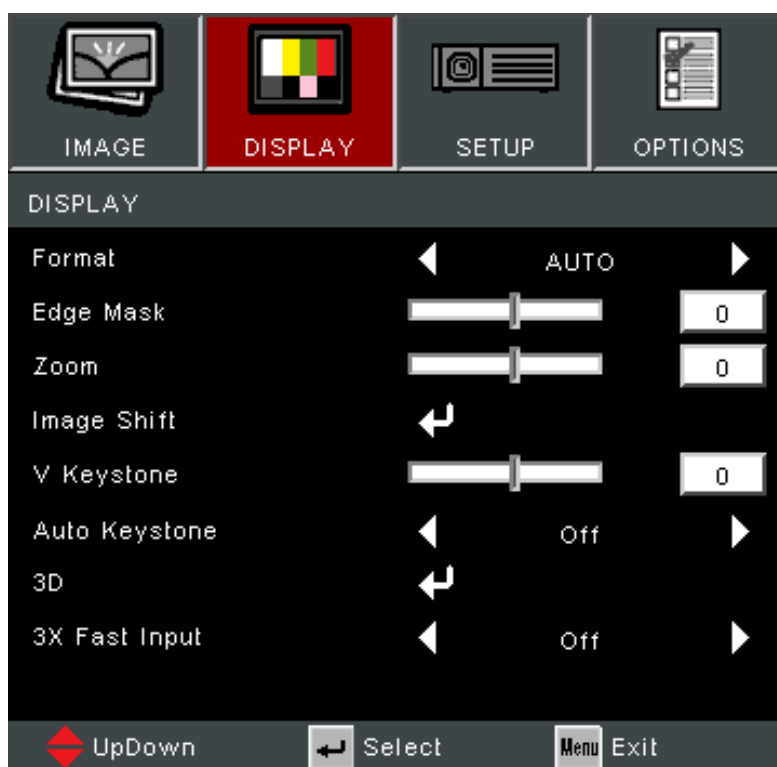 IMAGE DISPLAY SETUP OPTIONS
DISPLAY
Format AUTO
Edge Mask 0
Zoom 0
Image Shift
V Keystone 0
Auto Keystone Off
3D
3X Fast Input Off
UpDown Select Menu Exit